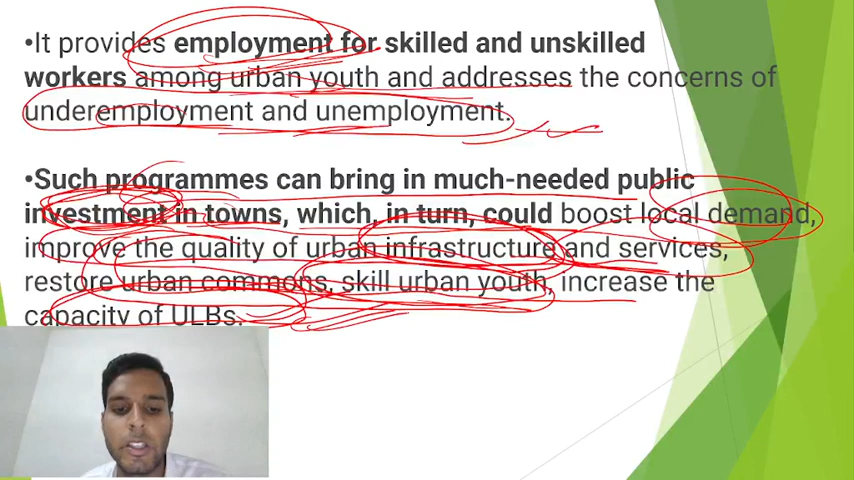 •It provides employment for skilled and unskilled
workers among urban youth and addresses the concerns of
underemployment and unemployment.
•Such programmes can bring in much-needed public
investment in towns, which, in turn, could boost local demand,
improve the quality of urban infrastructure and services,
restore urban commons, skill urban youth, increase the
capacity of ULBs.